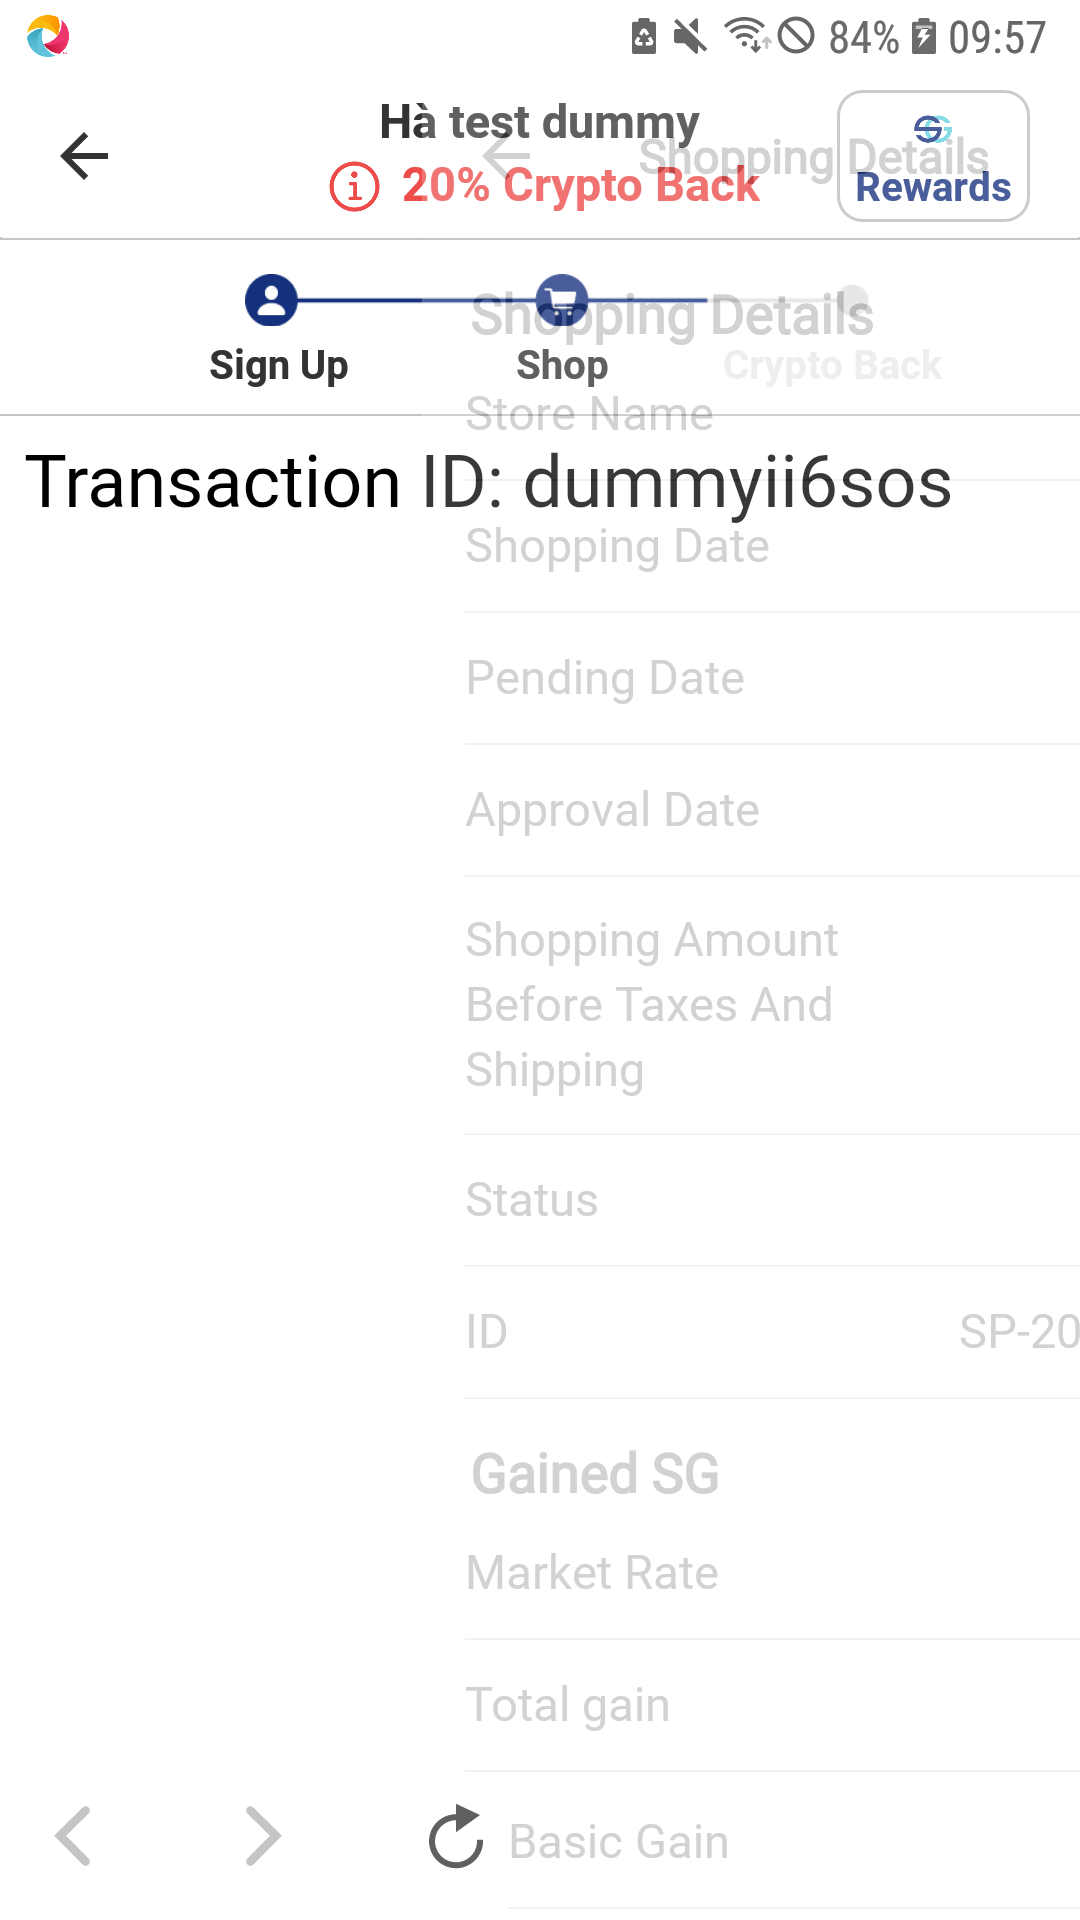 84% 09:57
Hà test dummy
Shopping Details
20% Crypto Back
Rewards
Shopping Details
Sign Up
Shop
Crypto Back
Store Name
Transaction ID: dummyii6sos
Shopping Date
Pending Date
Approval Date
Shopping Amount
Before Taxes And
Shipping
Status
ID SP-20
Gained SG
Market Rate
Total gain
Basic Gain